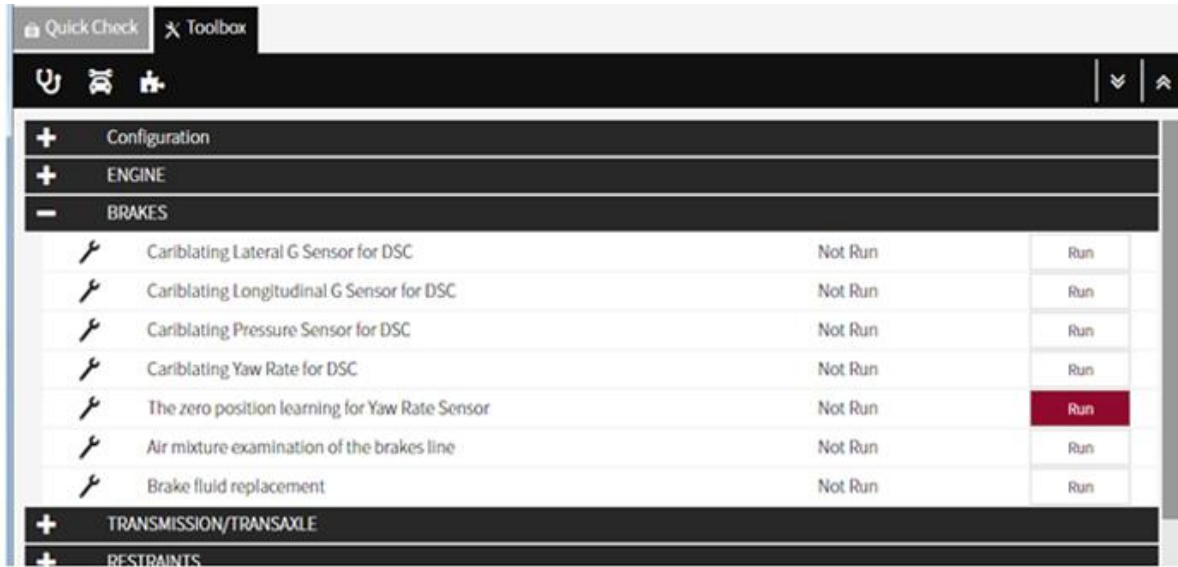 Quick Check Toolbox
Configuration
ENGINE
BRAKES
Cariblating Lateral G Sensor for DSC Not Run Run
Cariblating Longitudinal G Sensor for DSC Not Run Run
Cariblating Pressure Sensor for DSC Not Run Run
Cariblating Yaw Rate for DSC Not Run Run
The zero position learning for Yaw Rate Sensor Not Run Run
Air mixture examination of the brakes line Not Run Run
Brake fluid replacement Not Run Run
TRANSMISSION/TRANSAXLE
RESTRAINTS